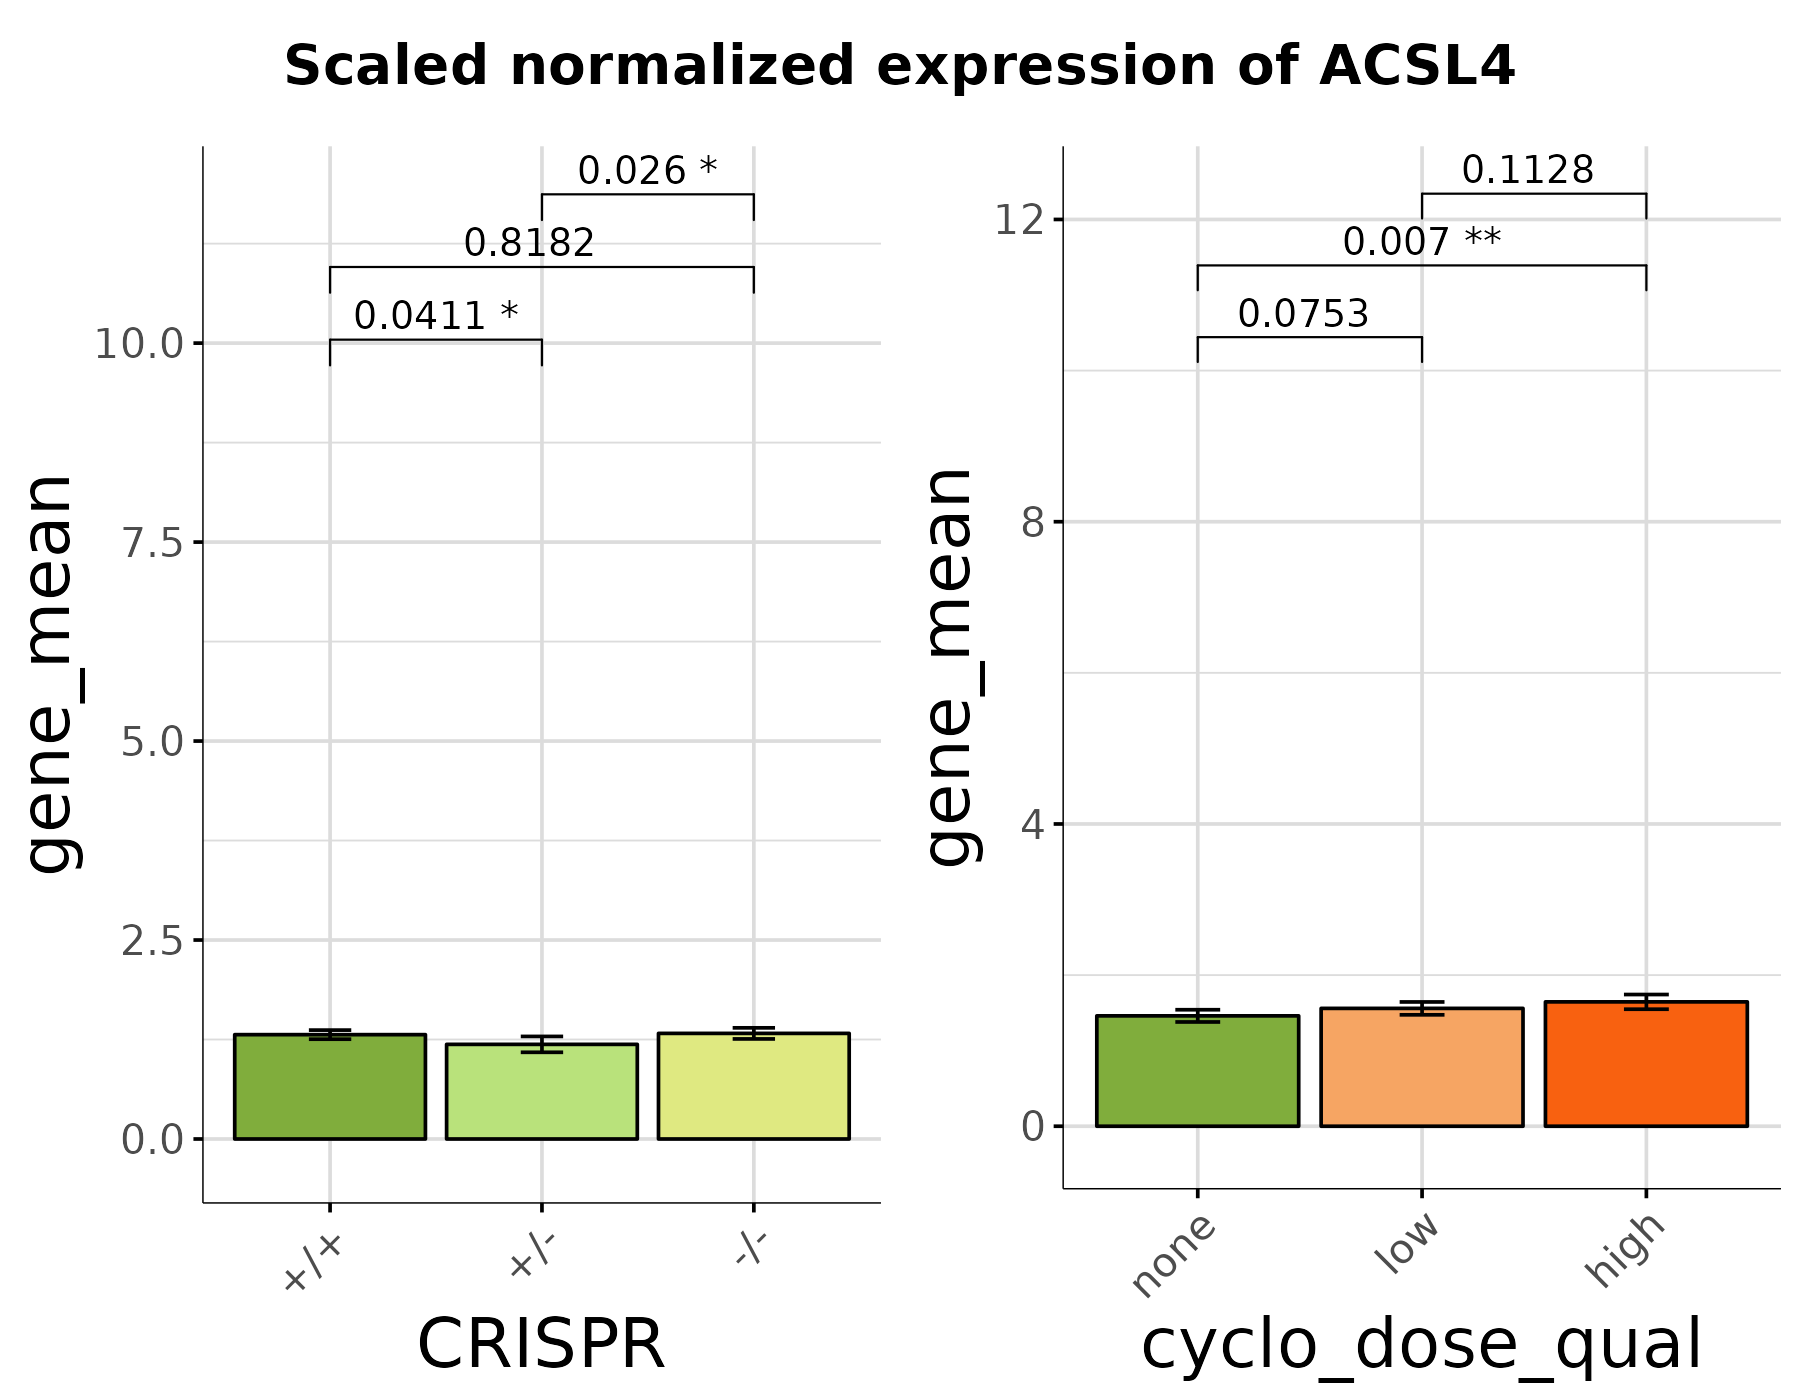 Scaled normalized expression of ACSL4
gene_mean
10.0
7.5
5.0
2.5
0.0
0.026 *
0.8182
0.0411 *
+/+
+/-
-/-
CRISPR
gene_mean
12
8
4
0
0.1128
0.007 **
0.0753
none
low
high
cyclo_dose_qual